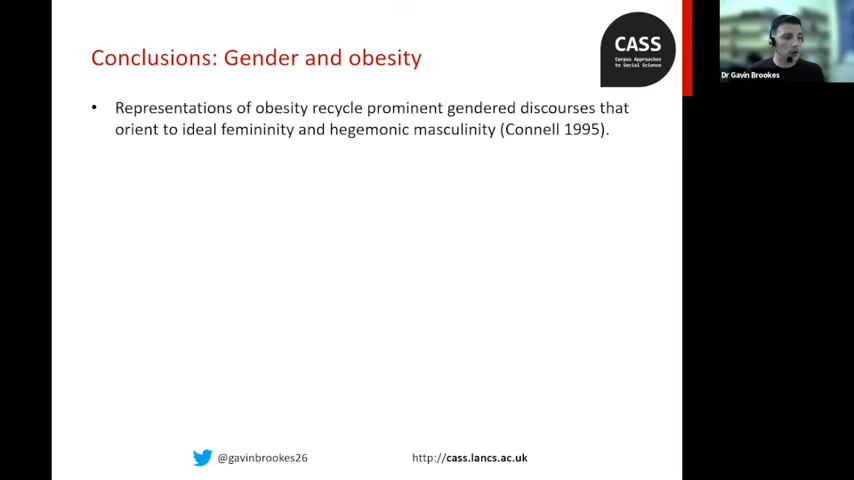 Conclusions: Gender and obesity
CASS
Corpus Approaches
to Social Science
Dr Gavin Brookes
• Representations of obesity recycle prominent gendered discourses that
orient to ideal femininity and hegemonic masculinity (Connell 1995).
@gavinbrookes26
http://cass.lancs.ac.uk